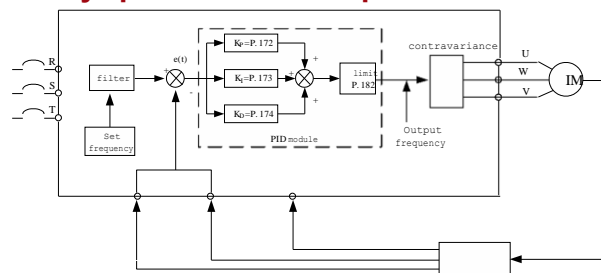 R
S
T
filter
Set
frequency
+
e(t)
-
KP=P. 172
KI=P. 173
KD=P. 174
+
+
+
PID module
limit
P. 182
Output
frequency
contravariance
U
W
V
IM